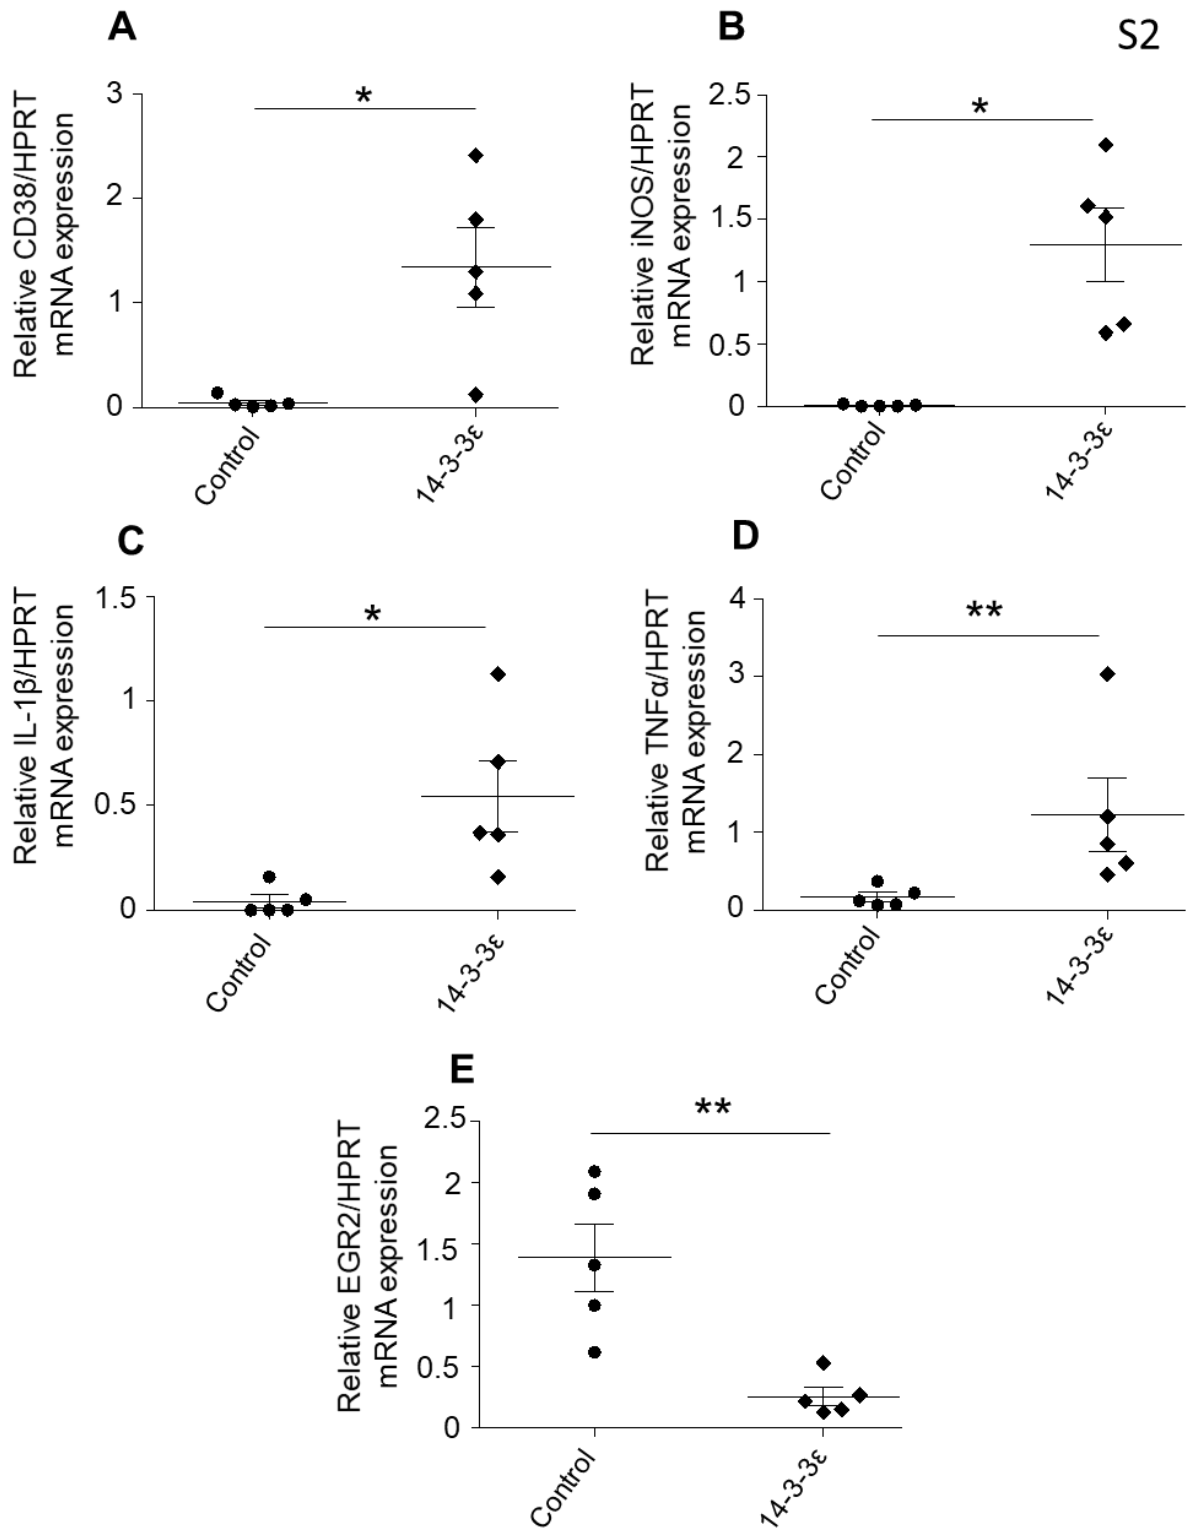 A
B
S2
Relative CD38/HPRT
mRNA expression
3
2
1
0
*
Control
14-3-3ε
Relative iNOS/HPRT
mRNA expression
2.5
2
1.5
1
0.5
0
*
Control
14-3-3ε
C
D
Relative IL-1β/HPRT
mRNA expression
1.5
1
0.5
0
*
Control
14-3-3ε
Relative TNFα/HPRT
mRNA expression
4
3
2
1
0
**
Control
14-3-3ε
E
Relative EGR2/HPRT
mRNA expression
2.5
2
1.5
1
0.5
0
**
Control
14-3-3ε